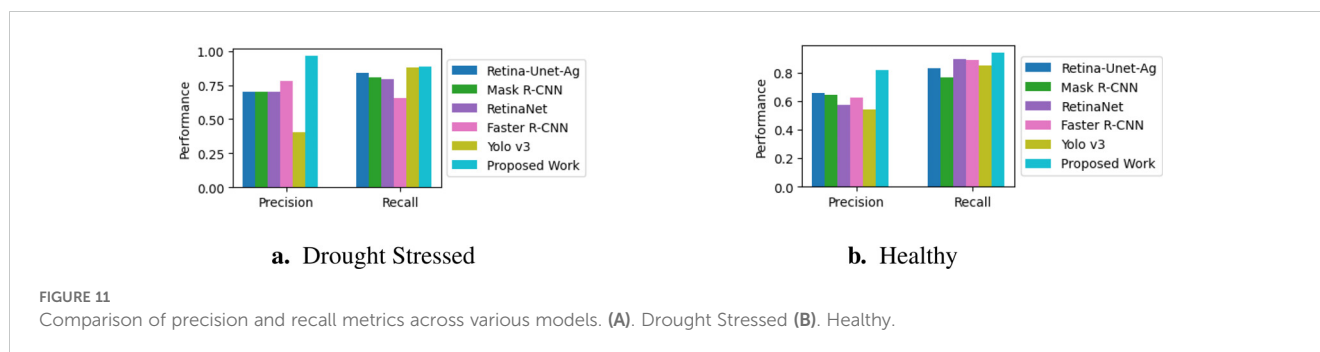 1.00
0.75
0.50
0.25
0.00
Performance
Precision
Recall
Retina-Unet-Ag
Mask R-CNN
RetinaNet
Faster R-CNN
Yolo v3
Proposed Work
a. Drought Stressed
0.8
0.6
0.4
0.2
0.0
Performance
Precision
Recall
Retina-Unet-Ag
Mask R-CNN
RetinaNet
Faster R-CNN
Yolo v3
Proposed Work
b. Healthy
FIGURE 11
Comparison of precision and recall metrics across various models. (A). Drought Stressed (B). Healthy.